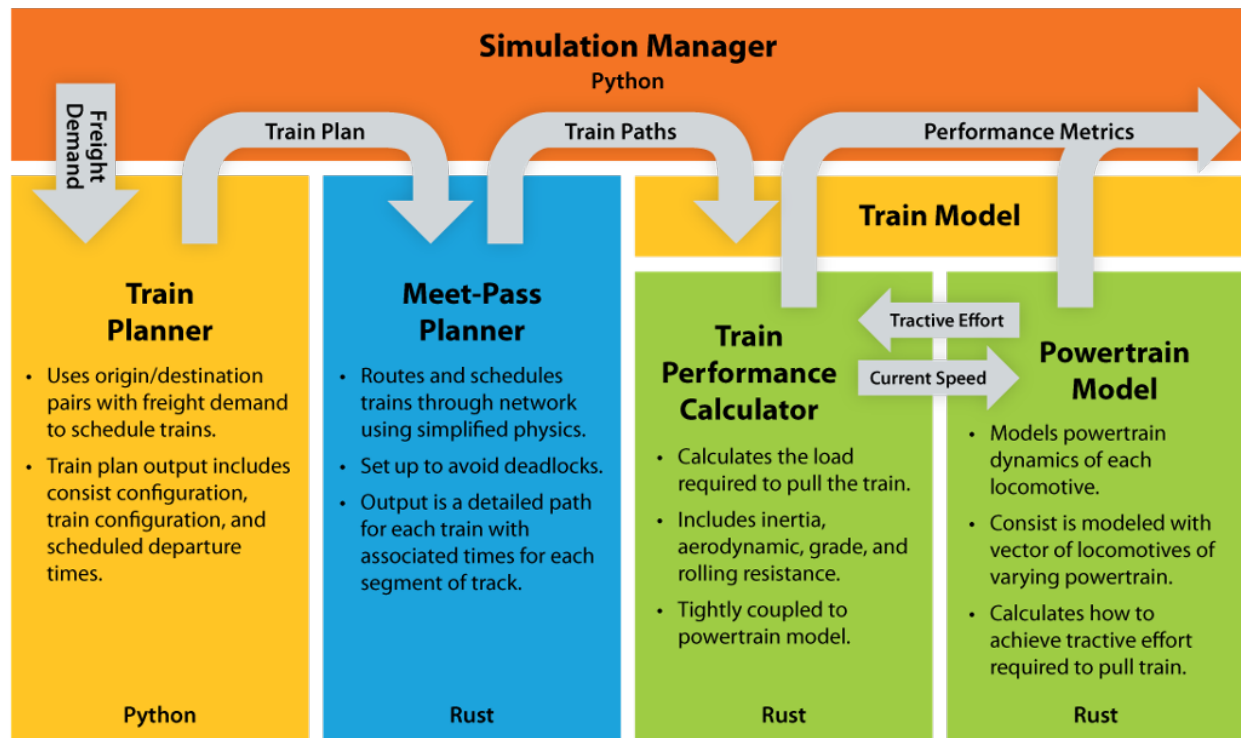 Simulation Manager
Python
Freight
Demand
Train Plan
Train Paths
Performance Metrics
Train Model
Train
Planner
• Uses origin/destination
pairs with freight demand
to schedule trains.
• Train plan output includes
consist configuration,
train configuration, and
scheduled departure
times.
Python
Meet-Pass
Planner
• Routes and schedules
trains through network
using simplified physics.
• Set up to avoid deadlocks.
• Output is a detailed path
for each train with
associated times for each
segment of track.
Rust
Train
Performance
Calculator
• Calculates the load
required to pull the train.
• Includes inertia,
aerodynamic, grade, and
rolling resistance.
• Tightly coupled to
powertrain model.
Rust
Tractive Effort
Current Speed
Powertrain
Model
• Models powertrain
dynamics of each
locomotive.
• Consist is modeled with
vector of locomotives of
varying powertrain.
• Calculates how to
achieve tractive effort
required to pull train.
Rust